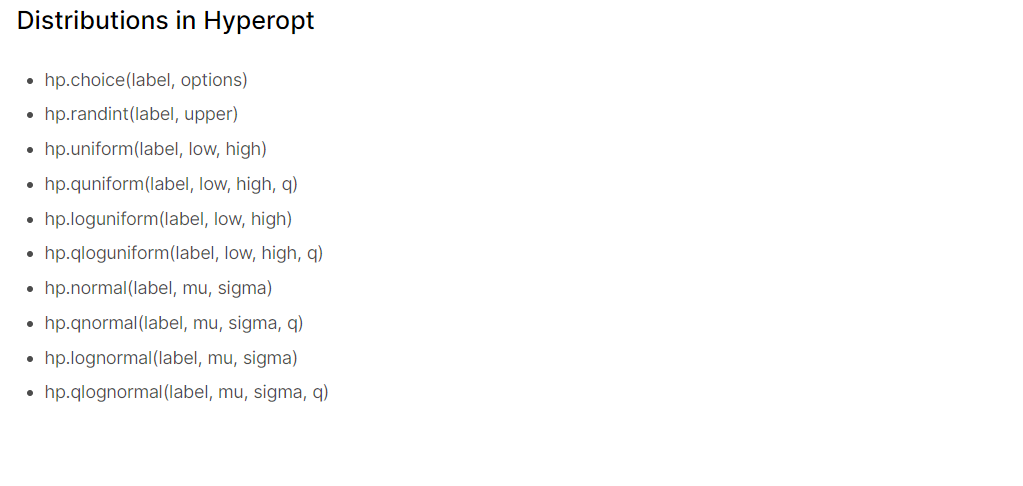 Distributions in Hyperopt
• hp.choice(label, options)
• hp.randint(label, upper)
• hp.uniform(label, low, high)
• hp.quniform(label, low, high, q)
• hp.loguniform(label, low, high)
• hp.qloguniform(label, low, high, q)
• hp.normal(label, mu, sigma)
• hp.qnormal(label, mu, sigma, q)
• hp.lognormal(label, mu, sigma)
• hp.qlognormal(label, mu, sigma, q)